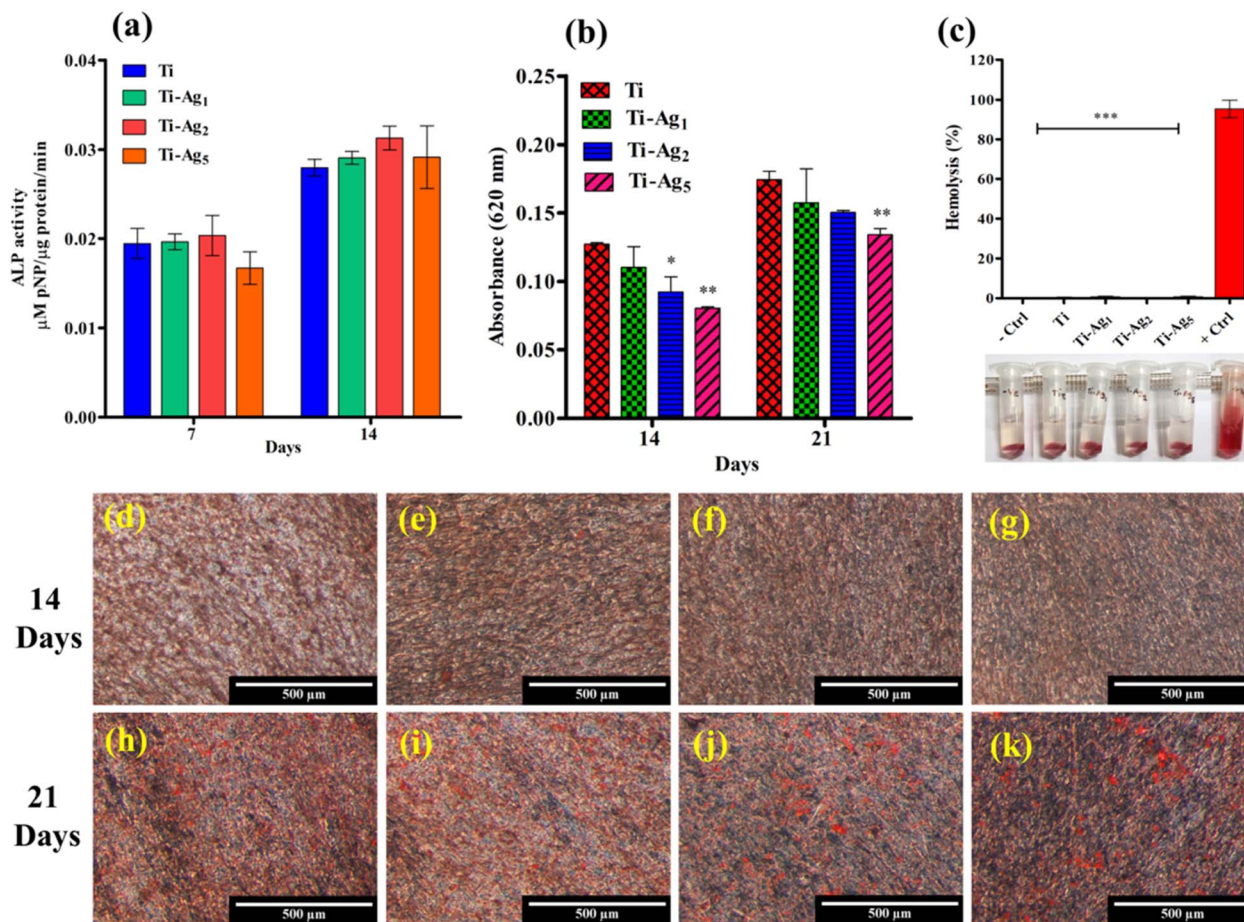 (a)
0.04
0.03
0.02
0.01
0.00
ALP activity
μM pNP/μg protein/min
Ti
Ti-Ag₁
Ti-Ag₂
Ti-Ag₅
7
14
Days
(b)
0.25
0.20
0.15
0.10
0.05
0.00
Absorbance (620 nm)
Ti
Ti-Ag₁
Ti-Ag₂
Ti-Ag₅
*
**
**
14
21
Days
(c)
120
100
80
60
40
20
0
Hemolysis (%)
***
- Ctrl
Ti
Ti-Ag₁
Ti-Ag₂
Ti-Ag₅
+ Ctrl
14
Days
(d)
500 μm
(e)
500 μm
(f)
500 μm
(g)
500 μm
21
Days
(h)
500 μm
(i)
500 μm
(j)
500 μm
(k)
500 μm